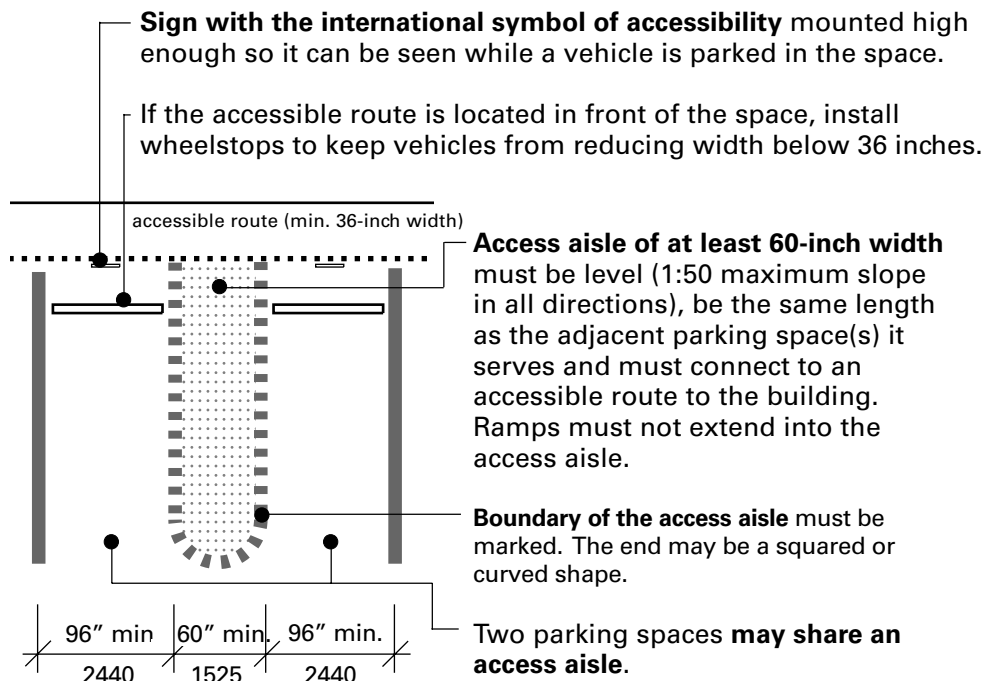 Sign with the international symbol of accessibility mounted high
enough so it can be seen while a vehicle is parked in the space.
If the accessible route is located in front of the space, install
wheelstops to keep vehicles from reducing width below 36 inches.
accessible route (min. 36-inch width)
Access aisle of at least 60-inch width
must be level (1:50 maximum slope
in all directions), be the same length
as the adjacent parking space(s) it
serves and must connect to an
accessible route to the building.
Ramps must not extend into the
access aisle.
Boundary of the access aisle must be
marked. The end may be a squared or
curved shape.
Two parking spaces may share an
access aisle.
96” min 60” min. 96” min.
2440 1525 2440